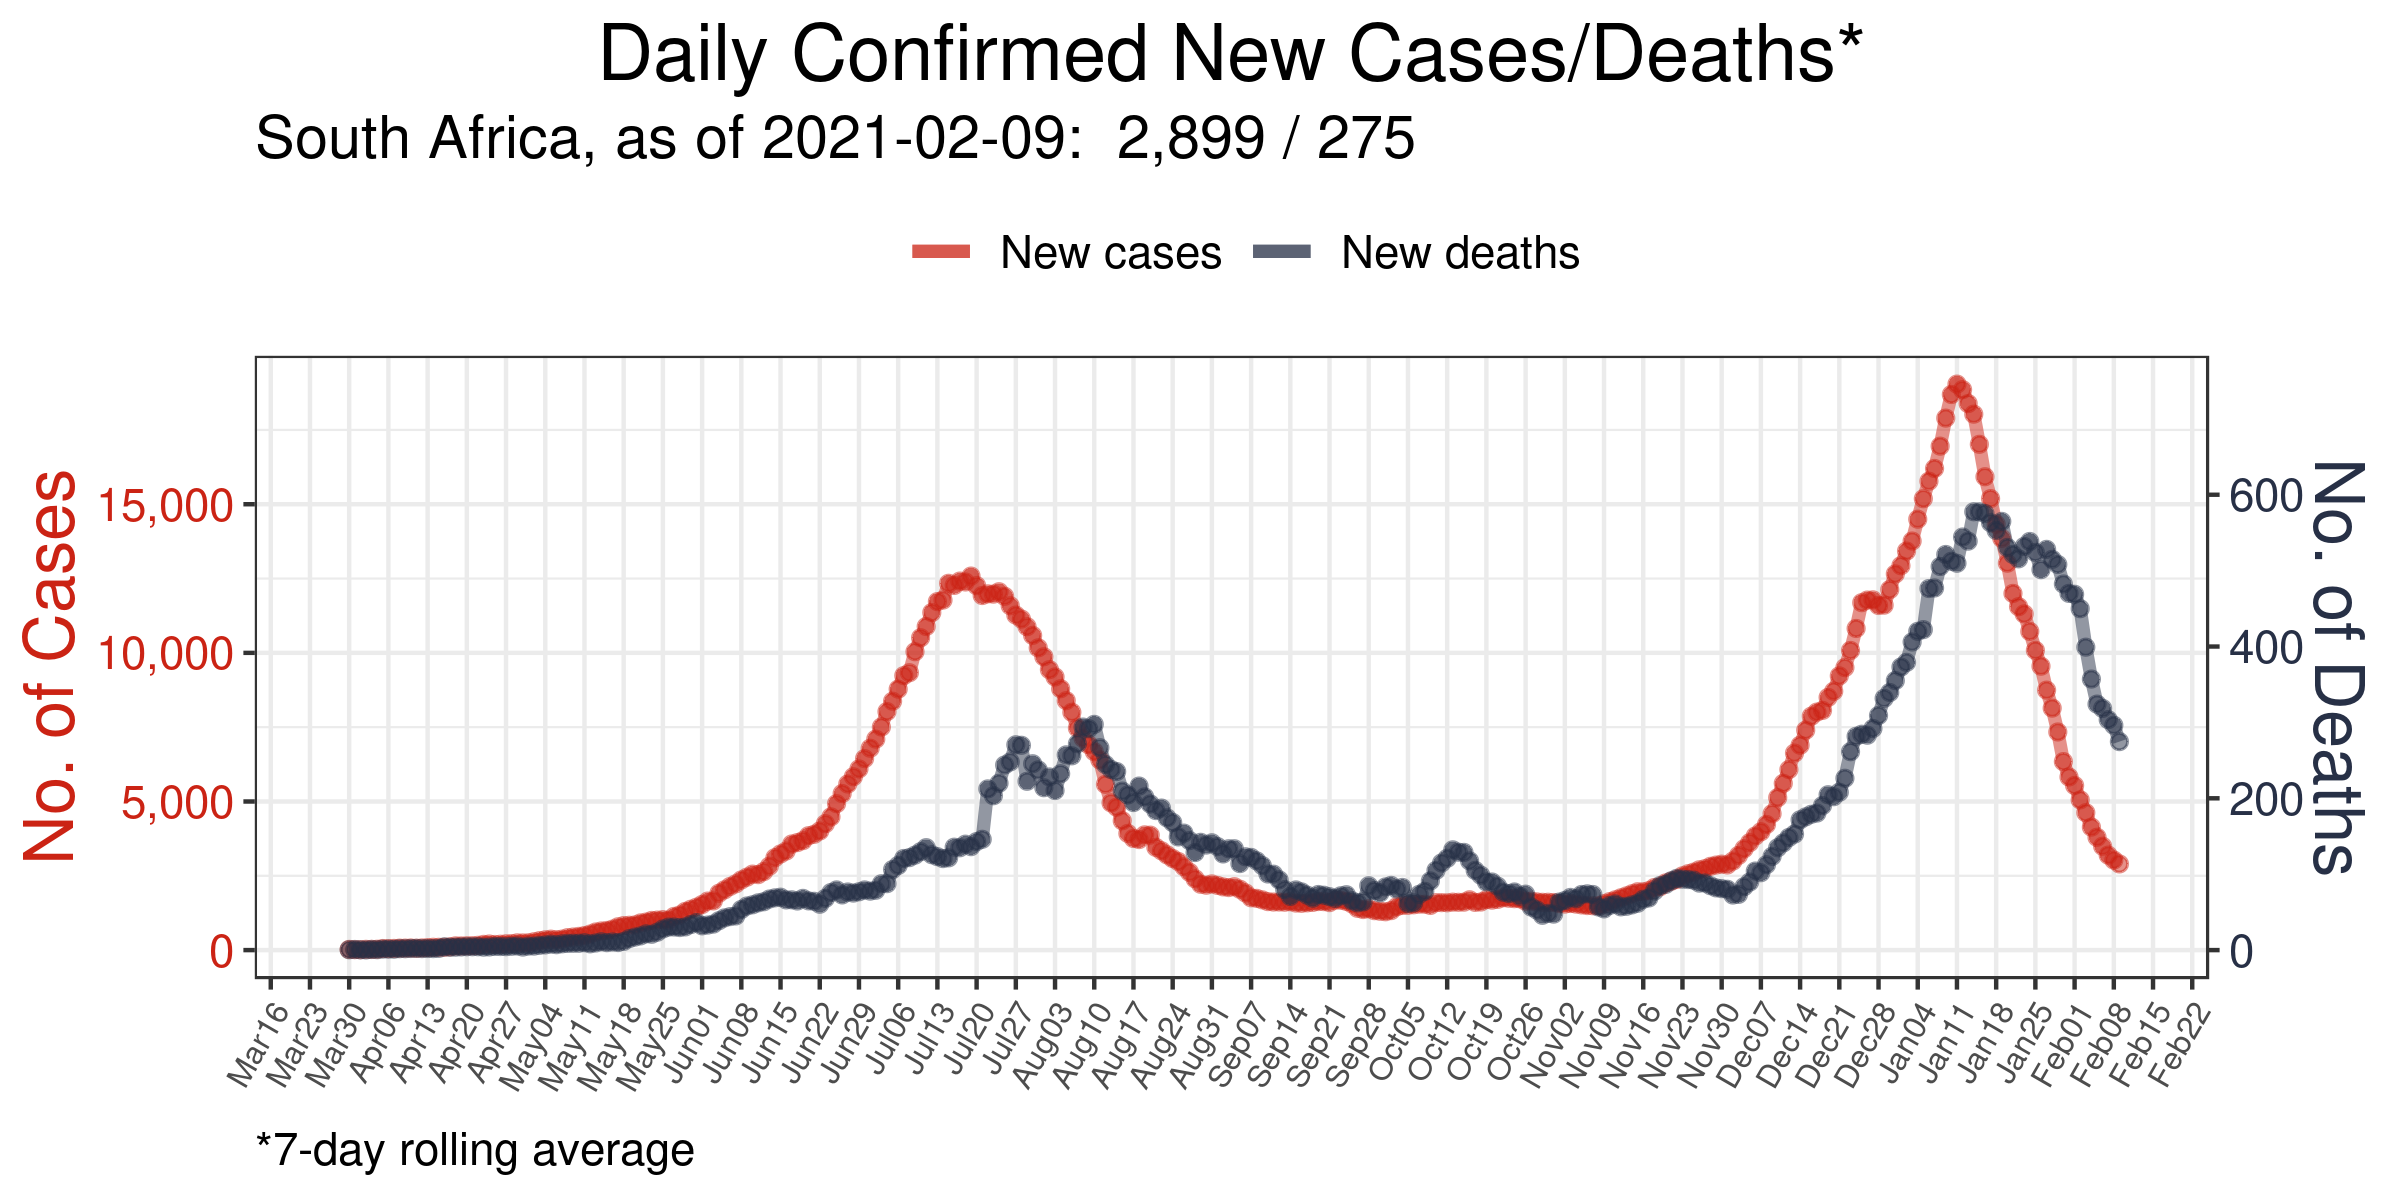 Daily Confirmed New Cases/Deaths*
South Africa, as of 2021-02-09:  2,899 / 275
New cases
New deaths
No. of Cases
15,000
10,000
5,000
0
600
400
200
0
No. of Deaths
Mar16
Mar23
Mar30
Apr06
Apr13
Apr20
Apr27
May04
May11
May18
May25
Jun01
Jun08
Jun15
Jun22
Jun29
Jul06
Jul13
Jul20
Jul27
Aug03
Aug10
Aug17
Aug24
Aug31
Sep07
Sep14
Sep21
Sep28
Oct05
Oct12
Oct19
Oct26
Nov02
Nov09
Nov16
Nov23
Nov30
Dec07
Dec14
Dec21
Dec28
Jan04
Jan11
Jan18
Jan25
Feb01
Feb08
Feb15
Feb22
*7-day rolling average